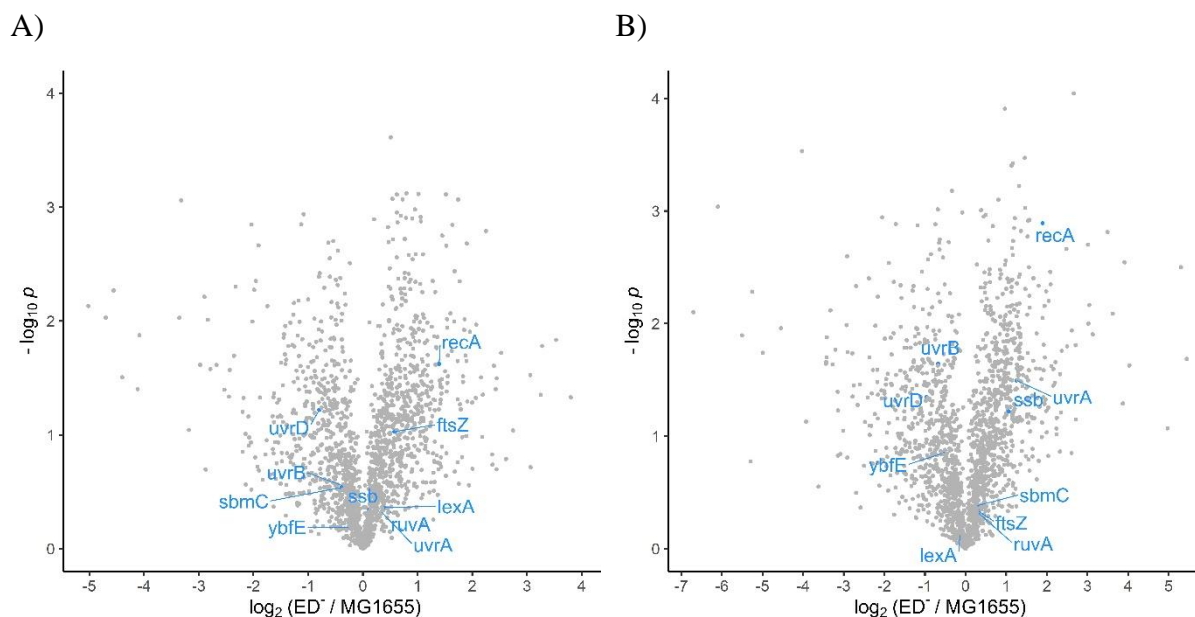 A)
B)
4
3
2
1
0
- log10 p
recA
ftsZ
uvrD
uvrB
ssb
sbmC
lexA
ybfE
ruvA
uvrA
-5 -4 -3 -2 -1 0 1 2 3 4
log2 (ED- / MG1655)
4
3
2
1
0
- log10 p
recA
uvrB
uvrD
ssb
uvrA
ybfE
sbmC
ftsZ
lexA
ruvA
-7 -6 -5 -4 -3 -2 -1 0 1 2 3 4 5
log2 (ED- / MG1655)